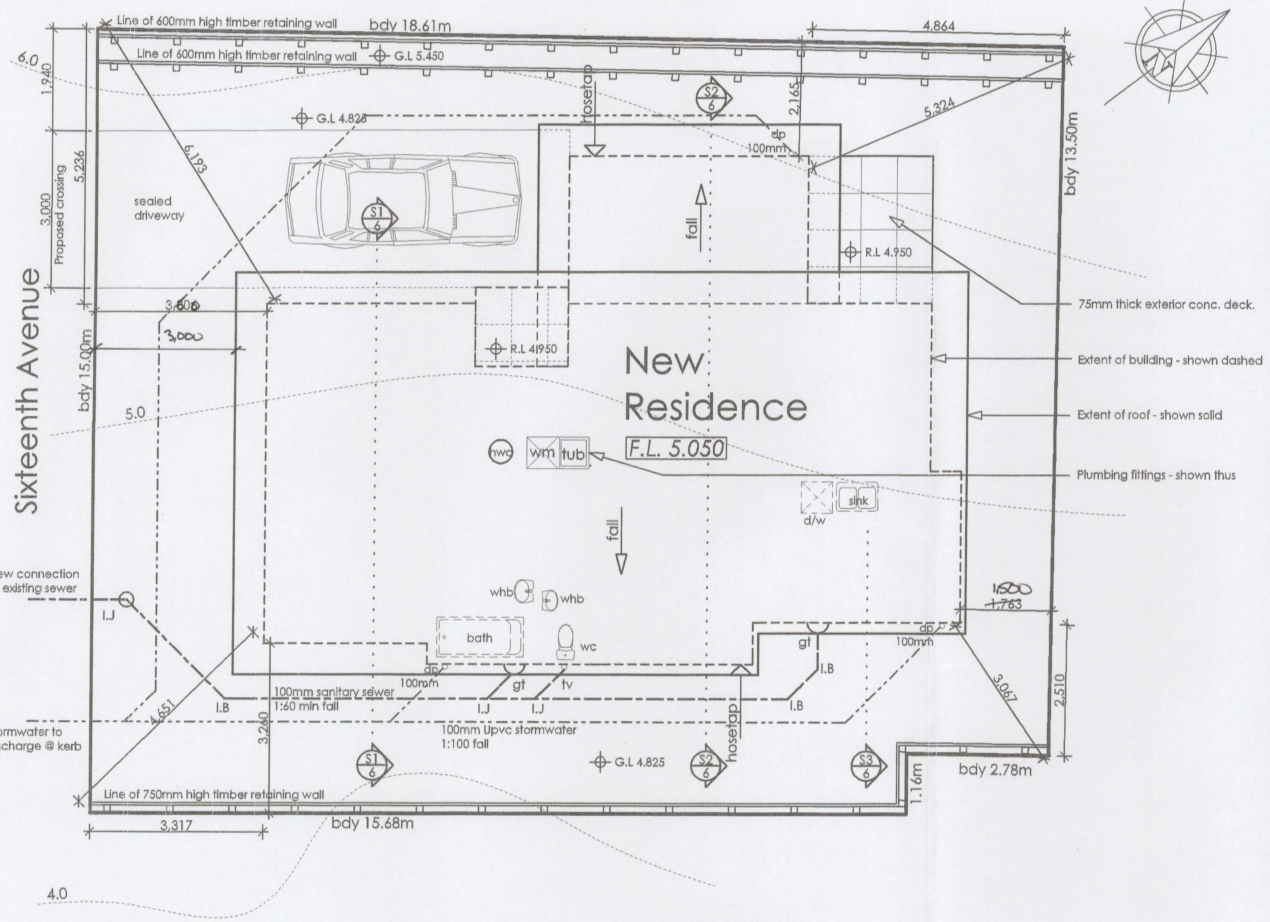 Line of 600mm high timber retaining wall
bdy 18.61m
4,864
Line of 600mm high timber retaining wall
G.L 5.450
6.0
1,940
5,236
3,000
Proposed crossing
G.L 4.825
hosetap
S2
6
2,165
5,324
bdy 13.50m
dp
100mm
6,193
sealed
driveway
S1
6
fall
R.L 4.950
75mm thick exterior conc. deck.
Sixteenth Avenue
3,000
bdy 15.00m
R.L 4.950
New
Residence
F.L. 5.050
Extent of building - shown dashed
Extent of roof - shown solid
5.0
hwc
wm
tub
Plumbing fittings - shown thus
sink
d/w
fall
ew connection
existing sewer
I.J
whb
whb
bath
wc
1,500
1,763
dp
100mm
gt
dp
100mm
gt
tv
3,067
2,510
100mm sanitary sewer
1:60 min fall
I.B
I.J
I.J
I.B
4,651
3,260
ormwater to
scharge @ kerb
100mm Upvc stormwater
1:100 fall
hosetap
S1
6
G.L 4.825
S2
6
S3
6
bdy 2.78m
1.16m
Line of 750mm high timber retaining wall
3,317
bdy 15.68m
4.0